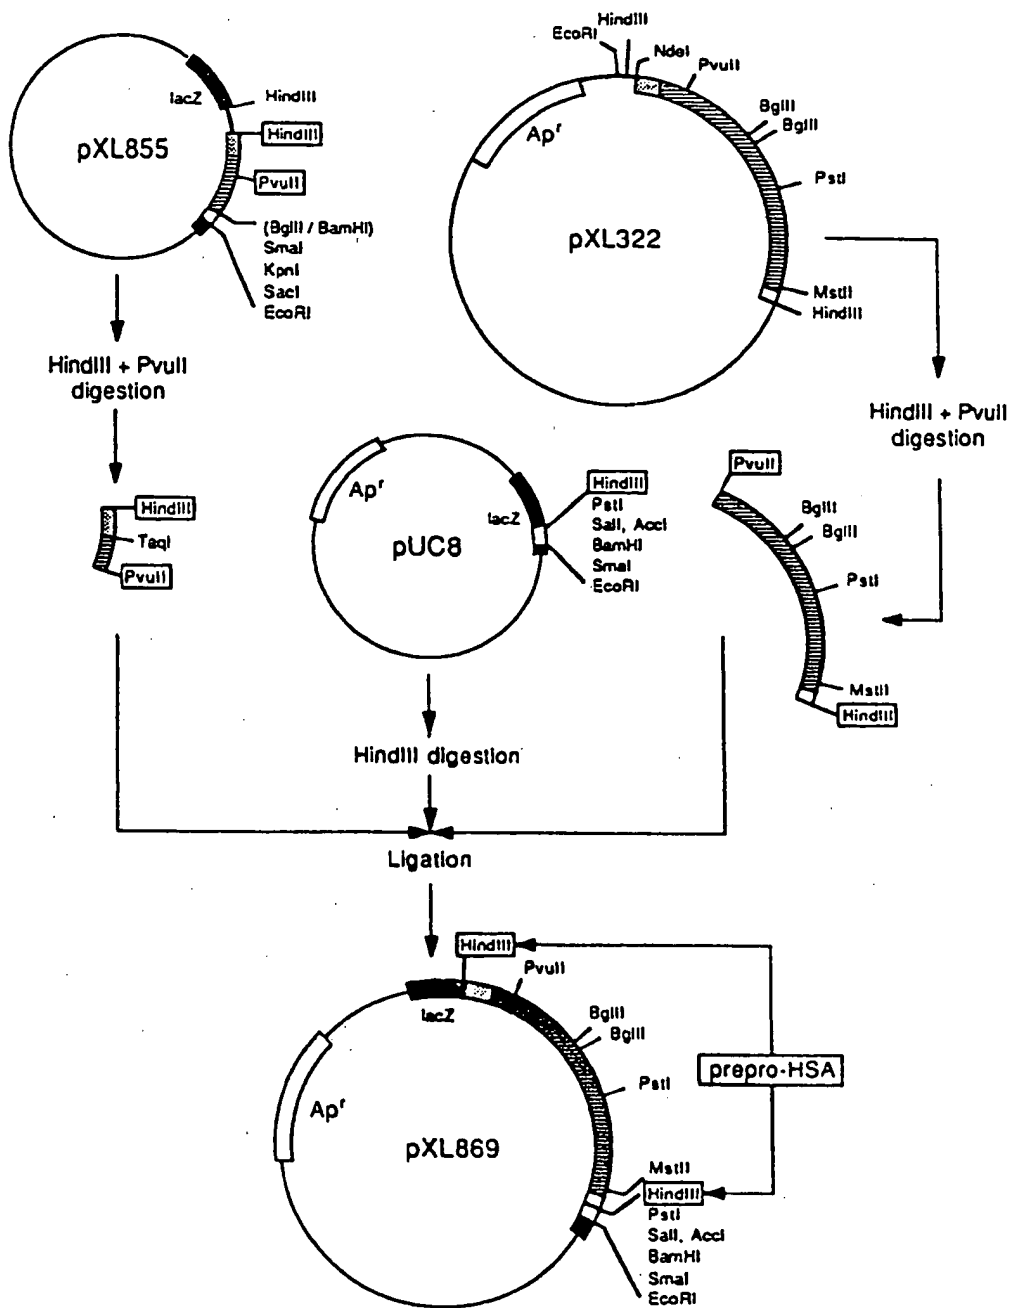 lacZ
HindIII
HindIII
pXL855
PvuII
(BglII / BamHI)
SmaI
KpnI
SacI
EcoRI
HindIII
EcoRI
NdeI
PvuII
BglII
BglII
Apr
PstI
pXL322
MstII
HindIII
HindIII + PvuII
digestion
HindIII + PvuII
digestion
HindIII
TaqI
PvuII
Apr
lacZ
HindIII
PstI
SalI, AccI
BamHI
SmaI
EcoRI
pUC8
PvuII
BglII
BglII
PstI
MstII
HindIII
HindIII digestion
Ligation
HindIII
PvuII
lacZ
BglII
BglII
PstI
prepro-HSA
Apr
pXL869
MstII
HindIII
PstI
SalI, AccI
BamHI
SmaI
EcoRI